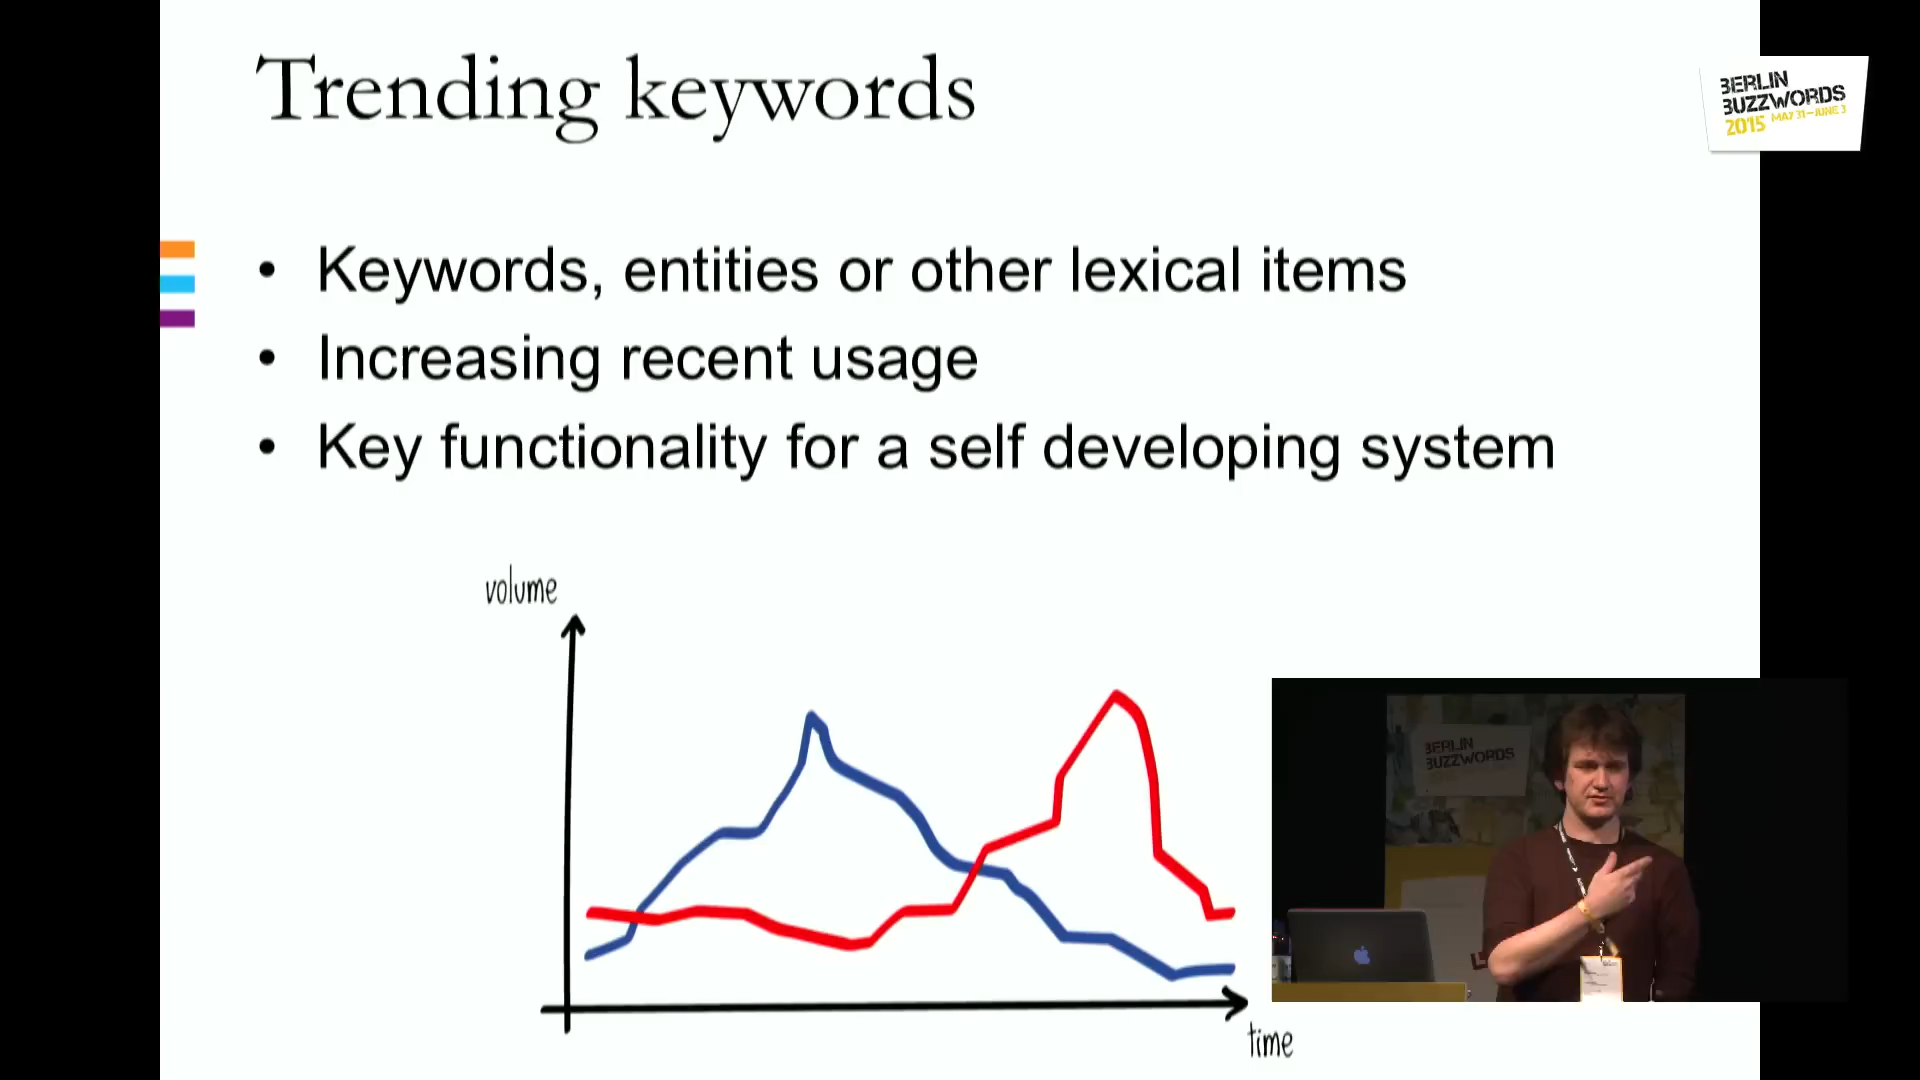 Trending keywords
BERLIN
BUZZWORDS
2015 MAY 31-JUNE 3
• Keywords, entities or other lexical items
• Increasing recent usage
• Key functionality for a self developing system
volume
time
BERLIN
BUZZWORDS